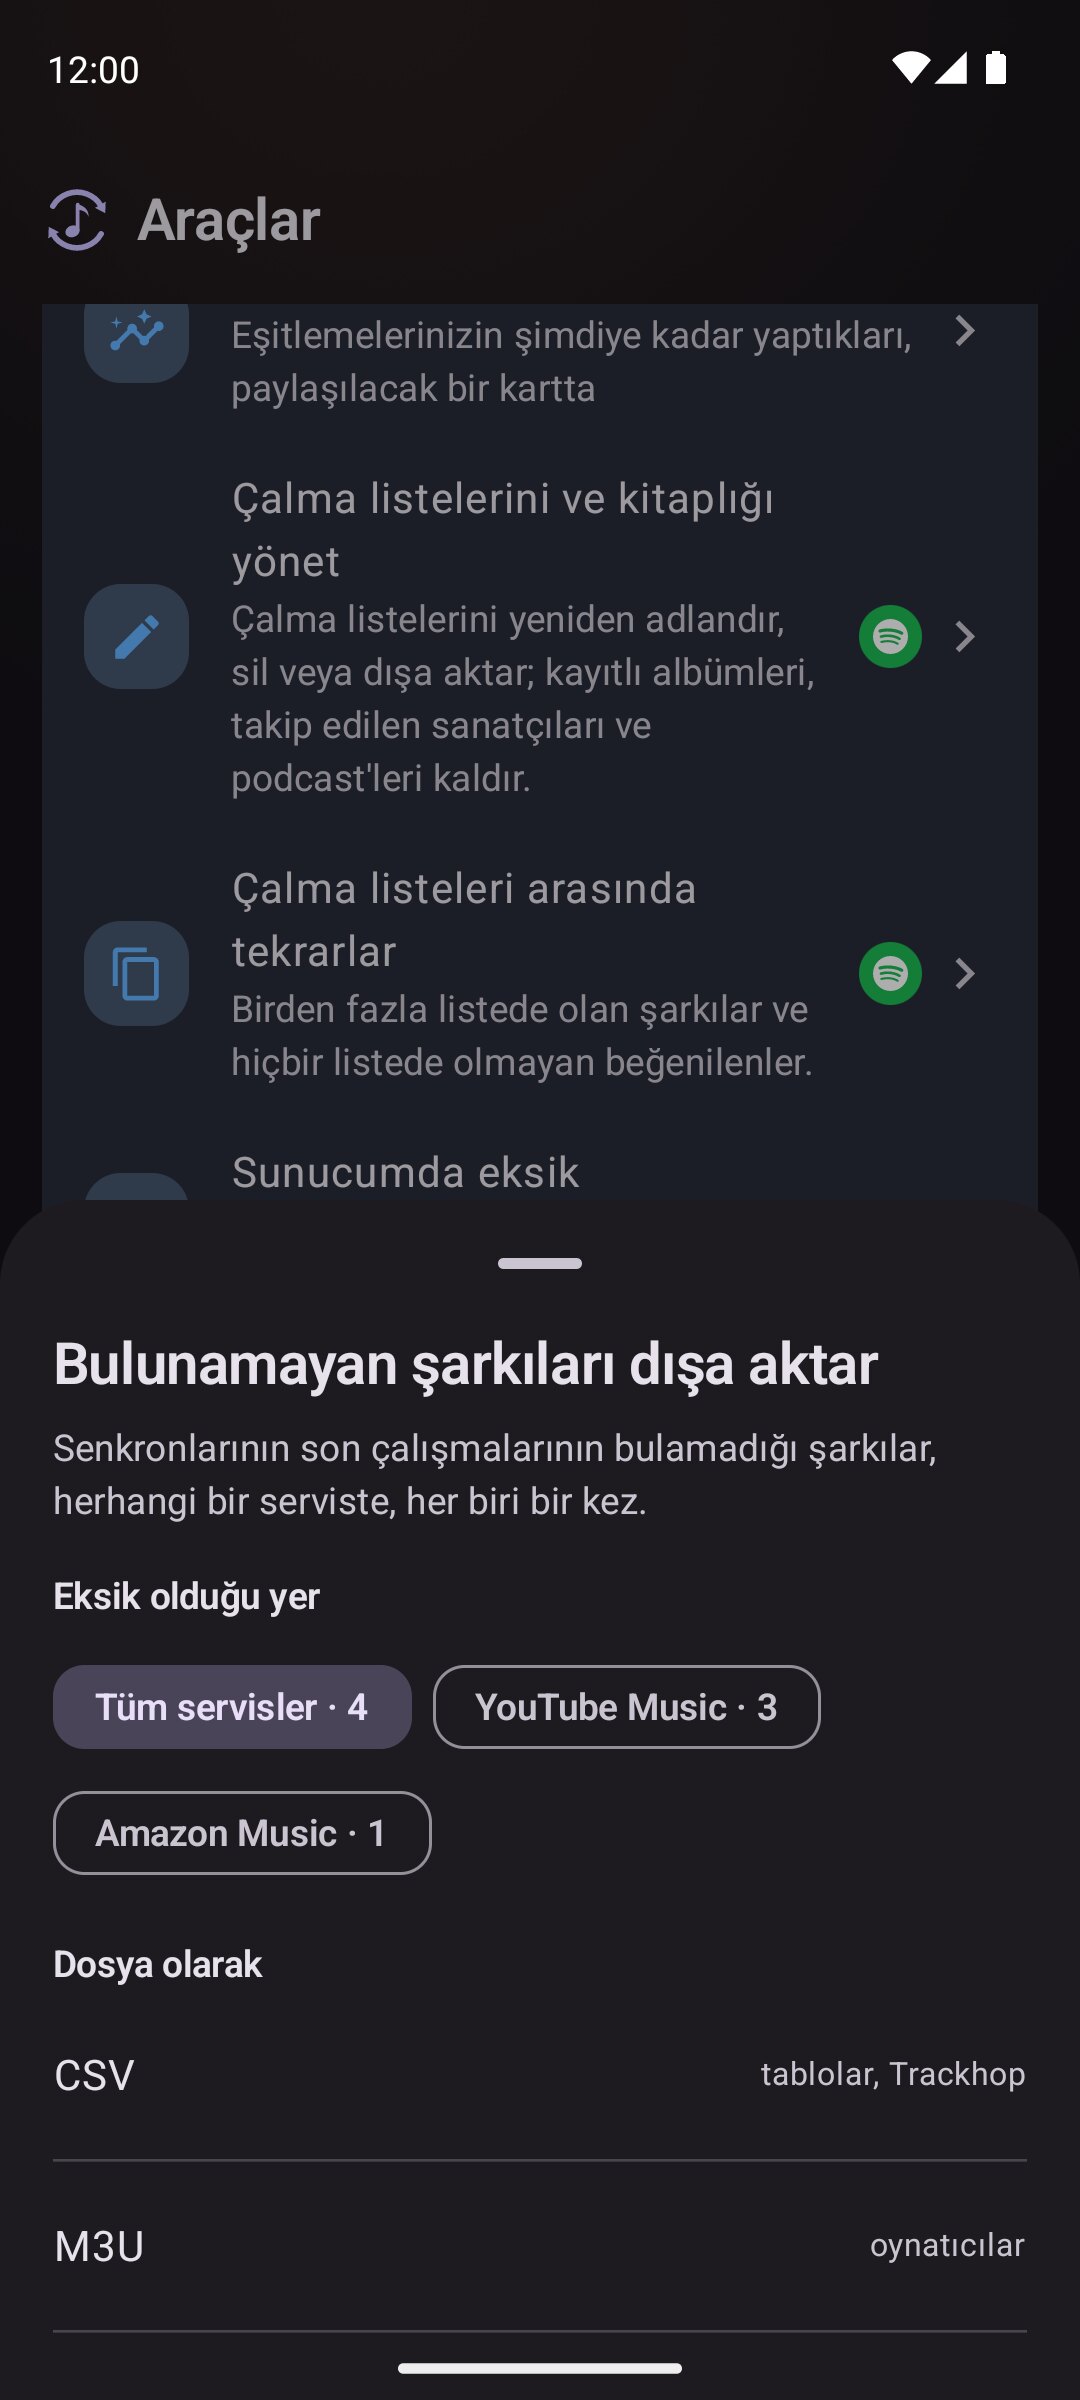 12:00
Araçlar
Eşitlemelerinizin şimdiye kadar yaptıkları,
paylaşılacak bir kartta
Çalma listelerini ve kitaplığı
yönet
Çalma listelerini yeniden adlandır,
sil veya dışa aktar; kayıtlı albümleri,
takip edilen sanatçıları ve
podcast'leri kaldır.
Çalma listeleri arasında
tekrarlar
Birden fazla listede olan şarkılar ve
hiçbir listede olmayan beğenilenler.
Sunucumda eksik
Bulunamayan şarkıları dışa aktar
Senkronlarının son çalışmalarının bulamadığı şarkılar,
herhangi bir serviste, her biri bir kez.
Eksik olduğu yer
Tüm servisler · 4
YouTube Music · 3
Amazon Music · 1
Dosya olarak
CSV
tablolar, Trackhop
M3U
oynatıcılar